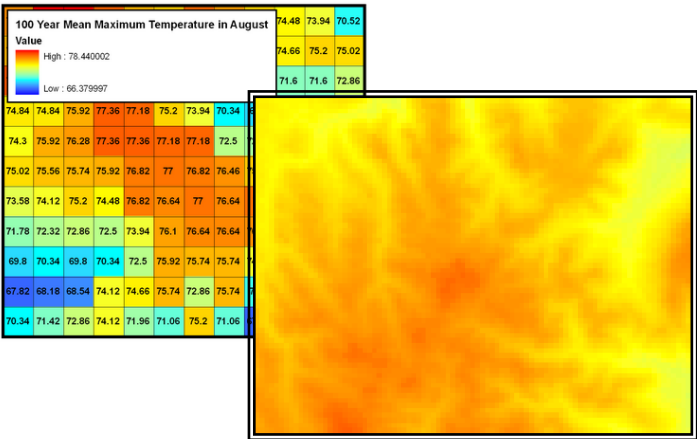 74.48 73.94 70.52
100 Year Mean Maximum Temperature in August
Value
High : 78.440002
Low : 66.379997
74.66 75.2 75.02
71.6 71.6 72.86
74.84 74.84 75.92 77.36 77.18 75.2 73.94 70.34
74.3 75.92 76.28 77.36 77.36 77.18 77.18 72.5
75.02 75.56 75.74 75.92 76.82 77 76.82 76.46
73.58 74.12 75.2 74.48 76.82 76.64 77 76.64
71.78 72.32 72.86 72.5 73.94 76.1 76.64 76.64
69.8 70.34 69.8 70.34 72.5 75.92 75.74 75.74
67.82 68.18 68.54 74.12 74.66 75.74 72.86 75.74
70.34 71.42 72.86 74.12 71.96 71.06 75.2 71.06